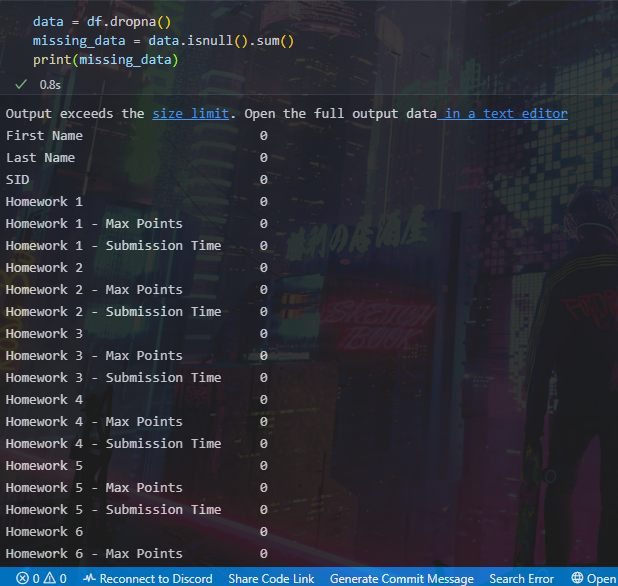 data = df.dropna()
missing_data = data.isnull().sum()
print(missing_data)
0.8s
Output exceeds the size limit. Open the full output data in a text editor
First Name 0
Last Name 0
SID 0
Homework 1 0
Homework 1 - Max Points 0
Homework 1 - Submission Time 0
Homework 2 0
Homework 2 - Max Points 0
Homework 2 - Submission Time 0
Homework 3 0
Homework 3 - Max Points 0
Homework 3 - Submission Time 0
Homework 4 0
Homework 4 - Max Points 0
Homework 4 - Submission Time 0
Homework 5 0
Homework 5 - Max Points 0
Homework 5 - Submission Time 0
Homework 6 0
Homework 6 - Max Points 0
SKETCH
BOOK
0 0 Reconnect to Discord Share Code Link Generate Commit Message Search Error Open